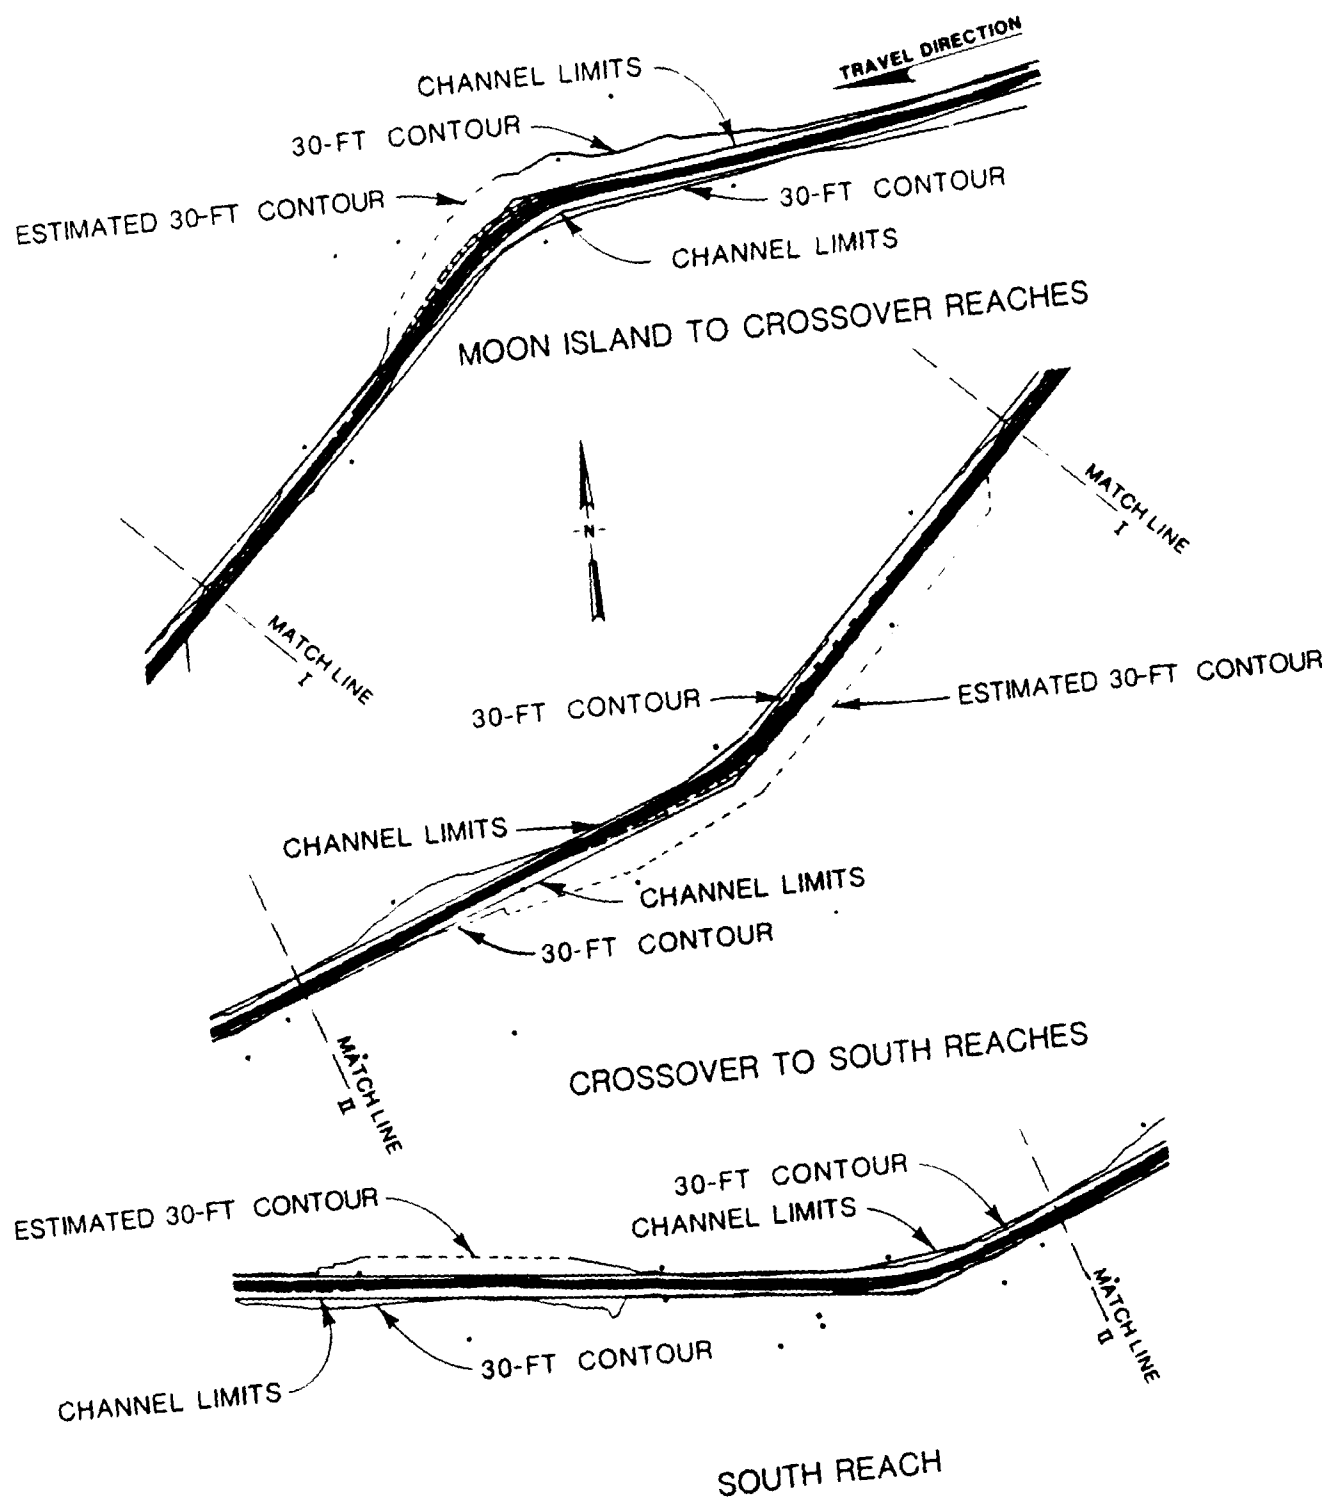 TRAVEL DIRECTION
CHANNEL LIMITS
30-FT CONTOUR
ESTIMATED 30-FT CONTOUR
30-FT CONTOUR
CHANNEL LIMITS
MOON ISLAND TO CROSSOVER REACHES
MATCH LINE
I
N
MATCH LINE
I
30-FT CONTOUR
ESTIMATED 30-FT CONTOUR
CHANNEL LIMITS
CHANNEL LIMITS
30-FT CONTOUR
MATCH LINE
II
CROSSOVER TO SOUTH REACHES
30-FT CONTOUR
ESTIMATED 30-FT CONTOUR
CHANNEL LIMITS
MATCH LINE
II
30-FT CONTOUR
CHANNEL LIMITS
SOUTH REACH